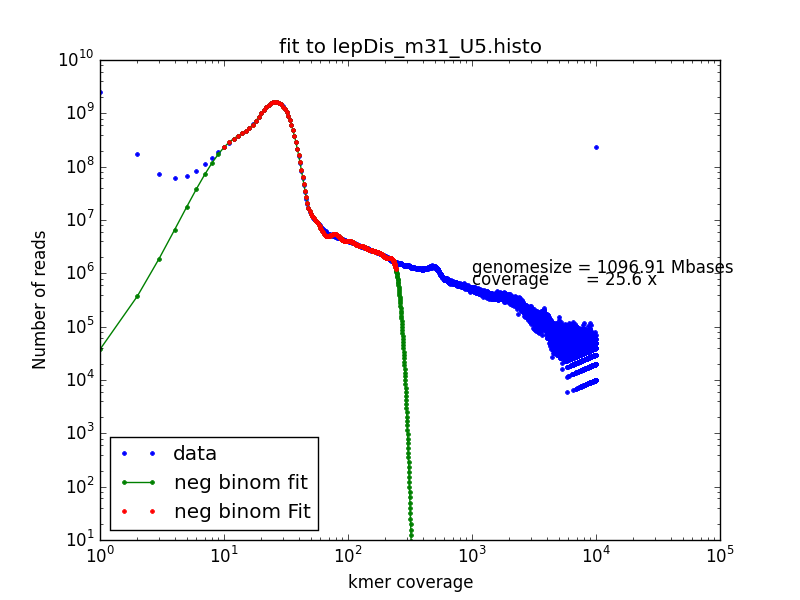 fit to lepDis_m31_U5.histo
Number of reads
10^10
10^9
10^8
10^7
10^6
10^5
10^4
10^3
10^2
10^1
genomesize = 1096.91 Mbases
coverage = 25.6 x
data
neg binom fit
neg binom Fit
10^0 10^1 10^2 10^3 10^4 10^5
kmer coverage